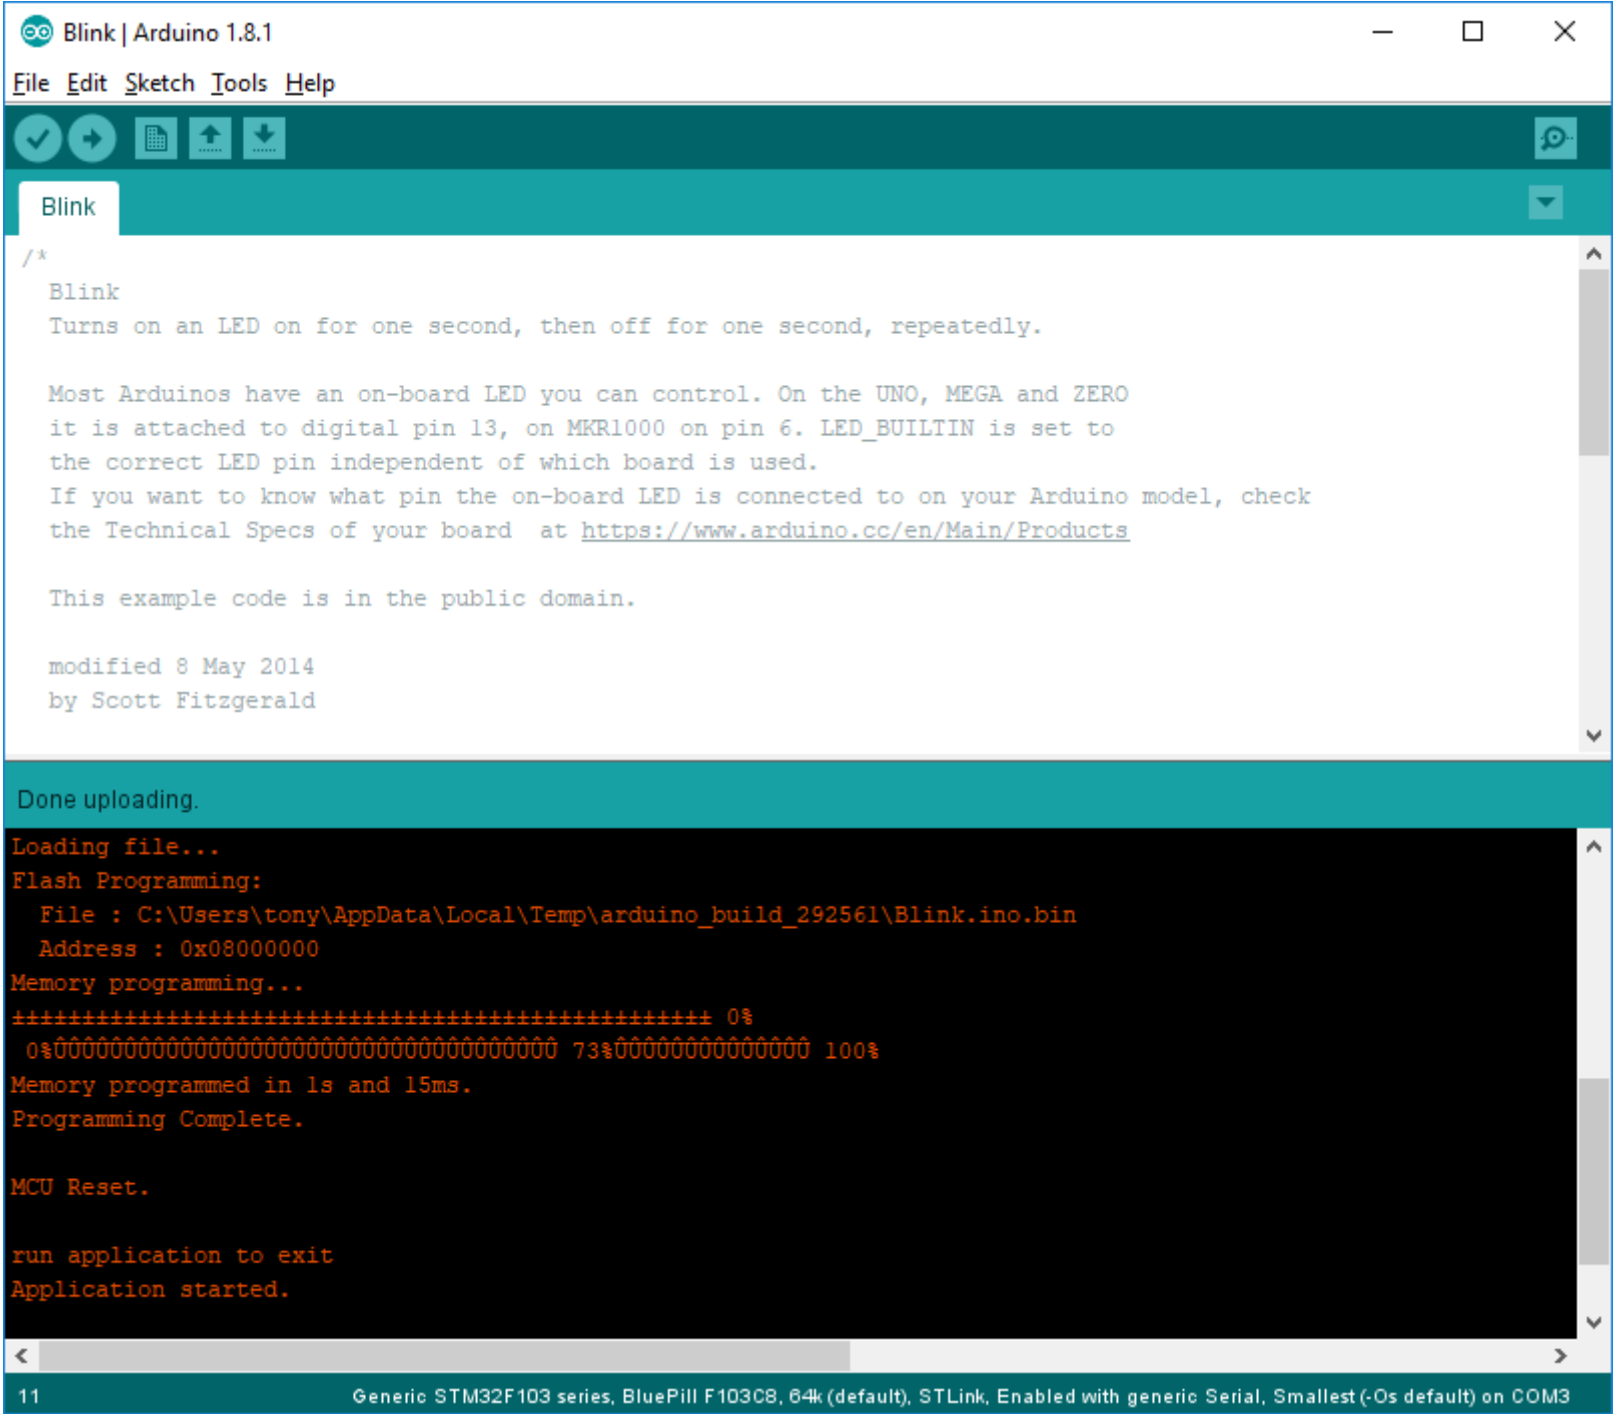 Blink | Arduino 1.8.1
File Edit Sketch Tools Help
Blink
/*
Blink
Turns on an LED on for one second, then off for one second, repeatedly.
Most Arduinos have an on-board LED you can control. On the UNO, MEGA and ZERO
it is attached to digital pin 13, on MKR1000 on pin 6. LED_BUILTIN is set to
the correct LED pin independent of which board is used.
If you want to know what pin the on-board LED is connected to on your Arduino model, check
the Technical Specs of your board  at https://www.arduino.cc/en/Main/Products
This example code is in the public domain.
modified 8 May 2014
by Scott Fitzgerald
Done uploading.
Loading file...
Flash Programming:
File : C:\Users\tony\AppData\Local\Temp\arduino_build_292561\Blink.ino.bin
Address : 0x08000000
Memory programming...
±±±±±±±±±±±±±±±±±±±±±±±±±±±±±±±±±±±±±±±±±±±±±±±±±± 0%
0%ÛÛÛÛÛÛÛÛÛÛÛÛÛÛÛÛÛÛÛÛÛÛÛÛÛÛÛÛÛÛÛÛÛÛÛÛ 73%ÛÛÛÛÛÛÛÛÛÛÛÛÛÛ 100%
Memory programmed in 1s and 15ms.
Programming Complete.
MCU Reset.
run application to exit
Application started.
11 Generic STM32F103 series, BluePill F103C8, 64k (default), STLink, Enabled with generic Serial, Smallest (-Os default) on COM3